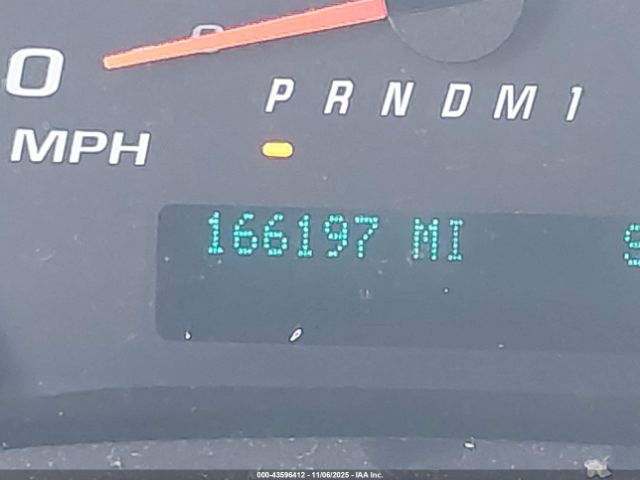 0
P R N D M 1
MPH
166197 MI
000-43596412 - 11/06/2025 - IAA Inc.